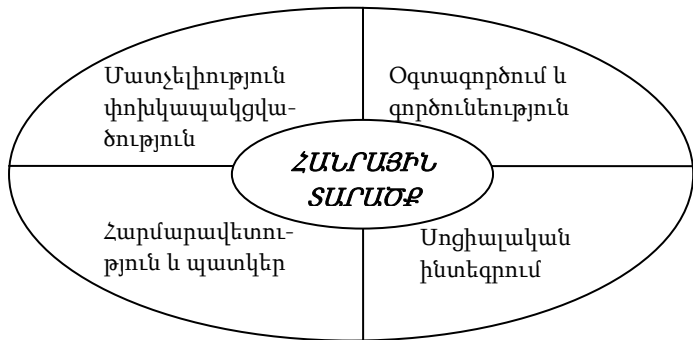 Մատչելիություն
փոխկապակցվա-
ծություն
Օգտագործում և
գործունեություն
ՀԱՆՐԱՅԻՆ
ՏԱՐԱԾՔ
Հարմարավետու-
թյուն և պատկեր
Սոցիալական
ինտեգրում